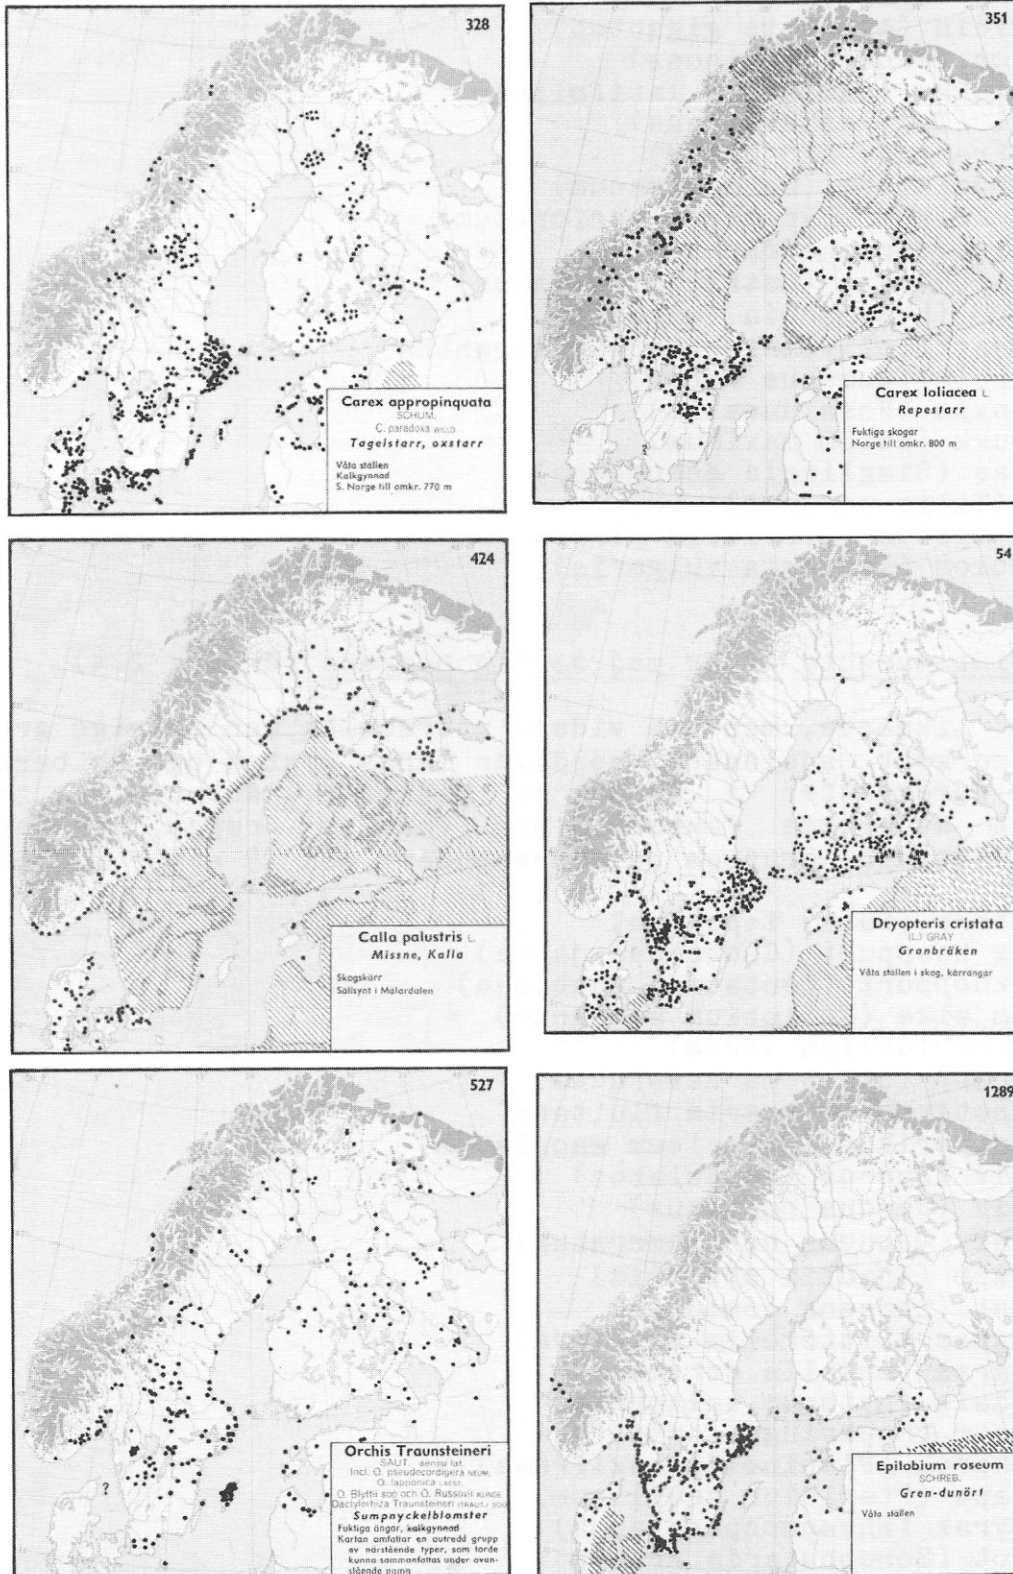 328
Carex appropinquata
SCHUM.
C. paradoxa WILLD.
Tagelstarr, axstarr
Våta ställen
Kalkgynnad
S. Norge till omkr. 770 m
351
Carex loliacea L.
Repestarr
Fuktiga skogar
Norge till omkr. 800 m
?
424
Calla palustris L.
Missne, Kalla
Skogskärr
Sällsynt i Mälardalen
54
Dryopteris cristata
(L.) GRAY
Granbräken
Våta ställen i skog, kärrängar
527
?
Orchis Traunsteineri
SAUT. sensu lat.
Incl. O. pseudocordigera NEUM.
O. lapponica LAEST.
O. Blyttii SOO och O. Russowii KLINGE
Dactylorhiza Traunsteineri (TRAUT.) SOO
Sumpnyckelblomster
Fuktiga ängar, kalkgynnad
Kartan omfattar en outredd grupp
av närstående typer, som torde
kunna sammanfattas under ovan-
stående namn
1289
Epilobium roseum
SCHREB.
Gren-dunört
Våta ställen